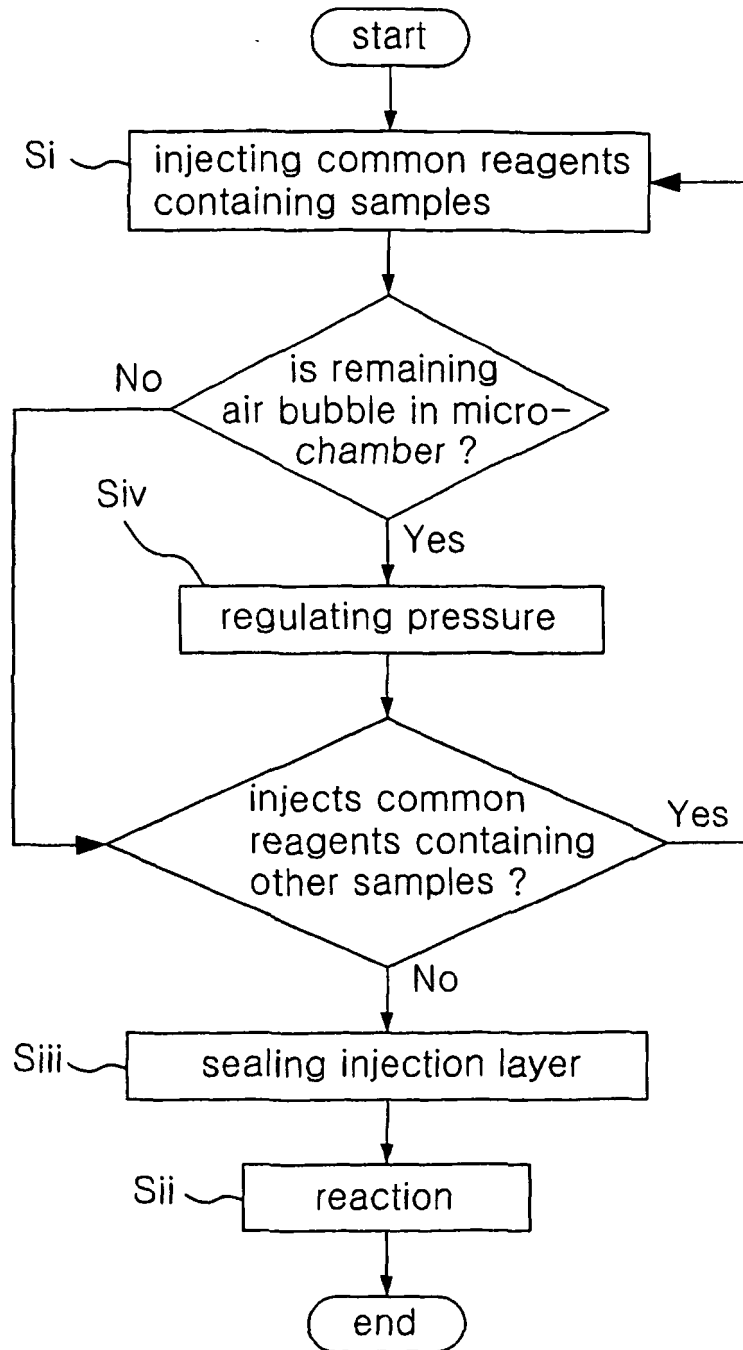 start
Si
injecting common reagents
containing samples
No
is remaining
air bubble in micro-
chamber ?
Siv
Yes
regulating pressure
injects common
reagents containing
other samples ?
Yes
No
Siii
sealing injection layer
Sii
reaction
end